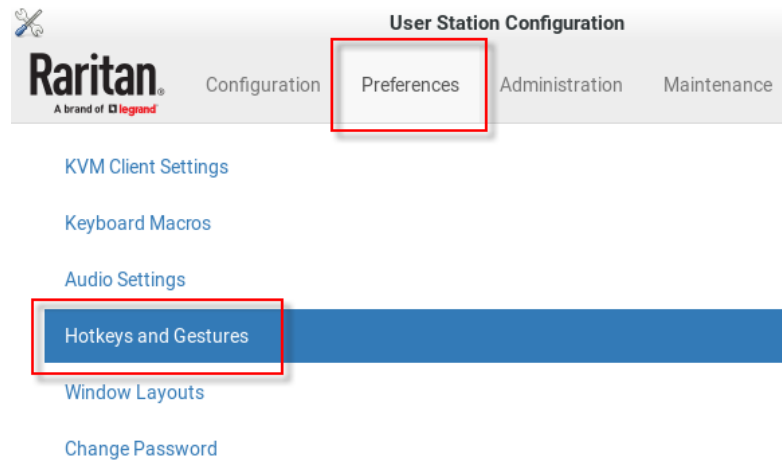 User Station Configuration
Raritan.
A brand of legrand
Configuration Preferences Administration Maintenance
KVM Client Settings
Keyboard Macros
Audio Settings
Hotkeys and Gestures
Window Layouts
Change Password